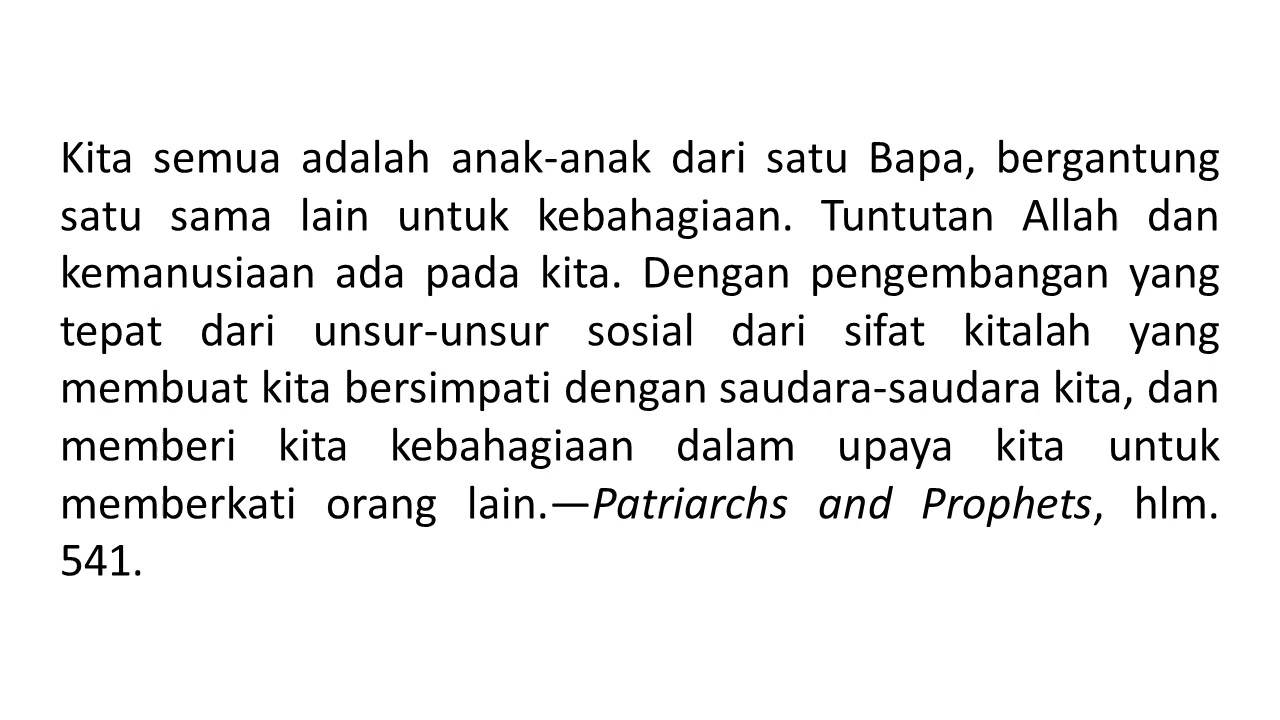 Kita semua adalah anak-anak dari satu Bapa, bergantung
satu sama lain untuk kebahagiaan. Tuntutan Allah dan
kemanusiaan ada pada kita. Dengan pengembangan yang
tepat dari unsur-unsur sosial dari sifat kitalah yang
membuat kita bersimpati dengan saudara-saudara kita, dan
memberi kita kebahagiaan dalam upaya kita untuk
memberkati orang lain.—Patriarchs and Prophets, hlm.
541.